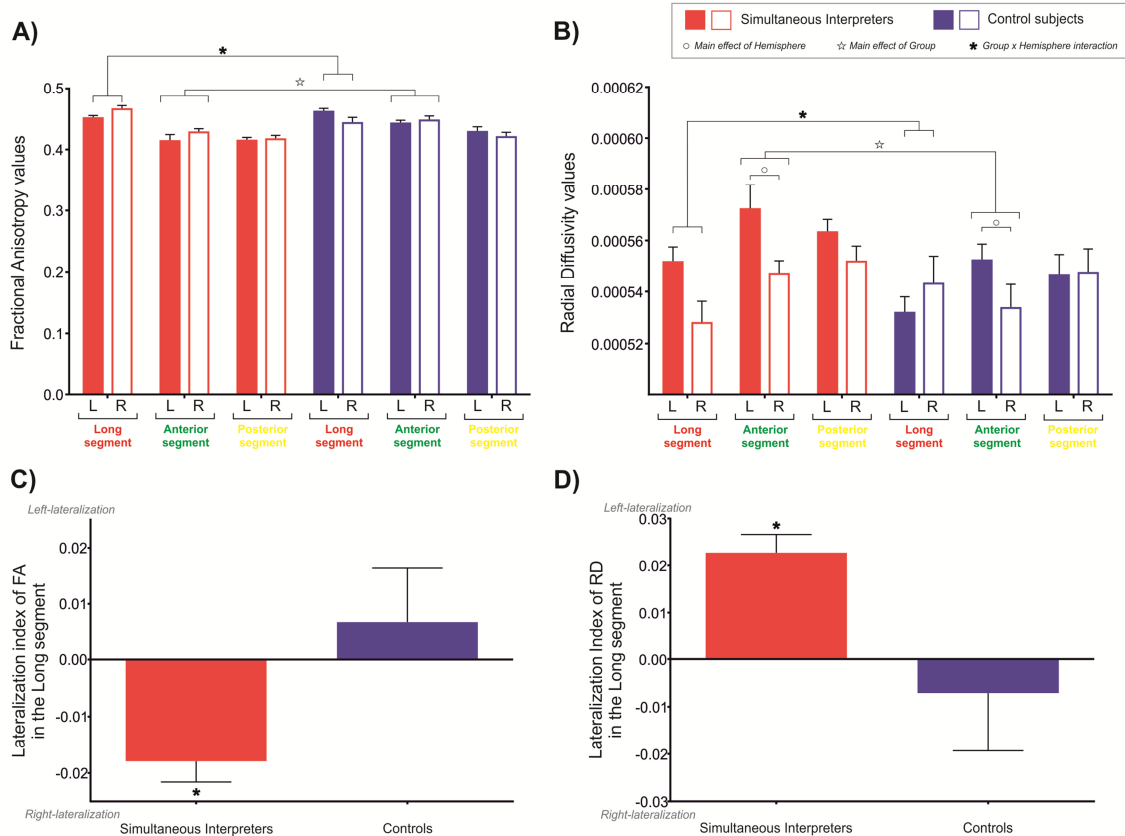 Simultaneous Interpreters
Control subjects
○ Main effect of Hemisphere
☆ Main effect of Group
* Group x Hemisphere interaction
A)
*
☆
Fractional Anisotropy values
0.5
0.4
0.3
0.2
0.1
0.0
L R L R L R L R L R L R
Long segment
Anterior segment
Posterior segment
Long segment
Anterior segment
Posterior segment
B)
*
☆
○
○
Radial Diffusivity values
0.00062
0.00060
0.00058
0.00056
0.00054
0.00052
L R L R L R L R L R L R
Long segment
Anterior segment
Posterior segment
Long segment
Anterior segment
Posterior segment
C)
Left-lateralization
Lateralization index of FA
in the Long segment
0.02
0.01
0.00
-0.01
-0.02
*
Right-lateralization
Simultaneous Interpreters
Controls
D)
Left-lateralization
Lateralization Index of RD
in the Long segment
0.03
0.02
0.01
0.00
-0.01
-0.02
-0.03
*
Right-lateralization
Simultaneous Interpreters
Controls